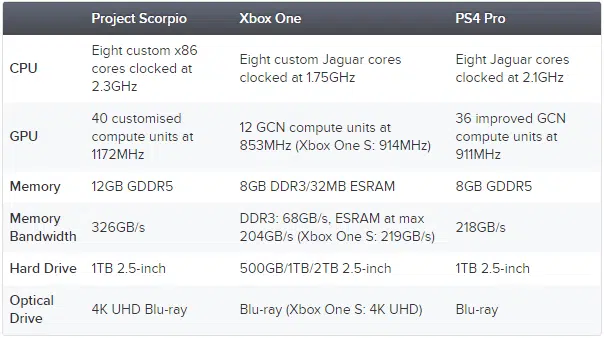 Project Scorpio Xbox One PS4 Pro
CPU
Eight custom x86
cores clocked at
2.3GHz
Eight custom Jaguar cores
clocked at 1.75GHz
Eight Jaguar cores
clocked at 2.1GHz
GPU
40 customised
compute units at
1172MHz
12 GCN compute units at
853MHz (Xbox One S: 914MHz)
36 improved GCN
compute units at
911MHz
Memory 12GB GDDR5 8GB DDR3/32MB ESRAM 8GB GDDR5
Memory
Bandwidth
326GB/s
DDR3: 68GB/s, ESRAM at max
204GB/s (Xbox One S: 219GB/s)
218GB/s
Hard Drive 1TB 2.5-inch 500GB/1TB/2TB 2.5-inch 1TB 2.5-inch
Optical
Drive
4K UHD Blu-ray Blu-ray (Xbox One S: 4K UHD) Blu-ray